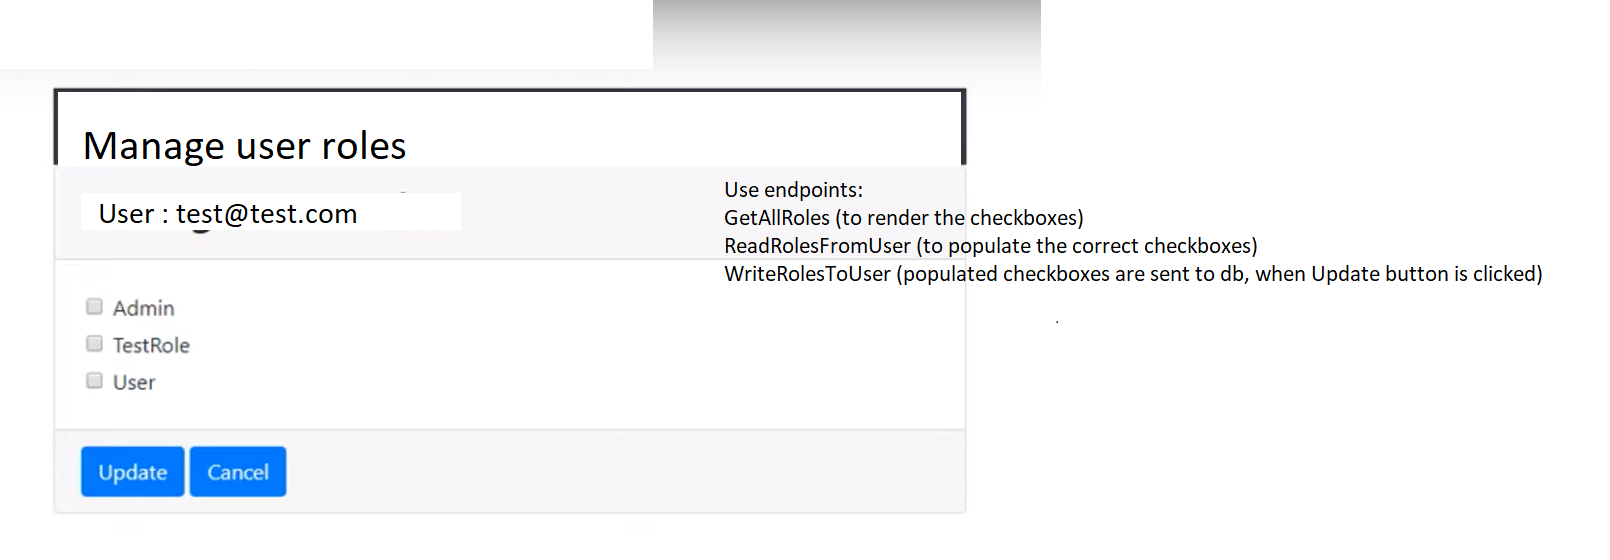 Manage user roles
User : test@test.com
Use endpoints:
GetAllRoles (to render the checkboxes)
ReadRolesFromUser (to populate the correct checkboxes)
WriteRolesToUser (populated checkboxes are sent to db, when Update button is clicked)
.
Admin
TestRole
User
Update Cancel